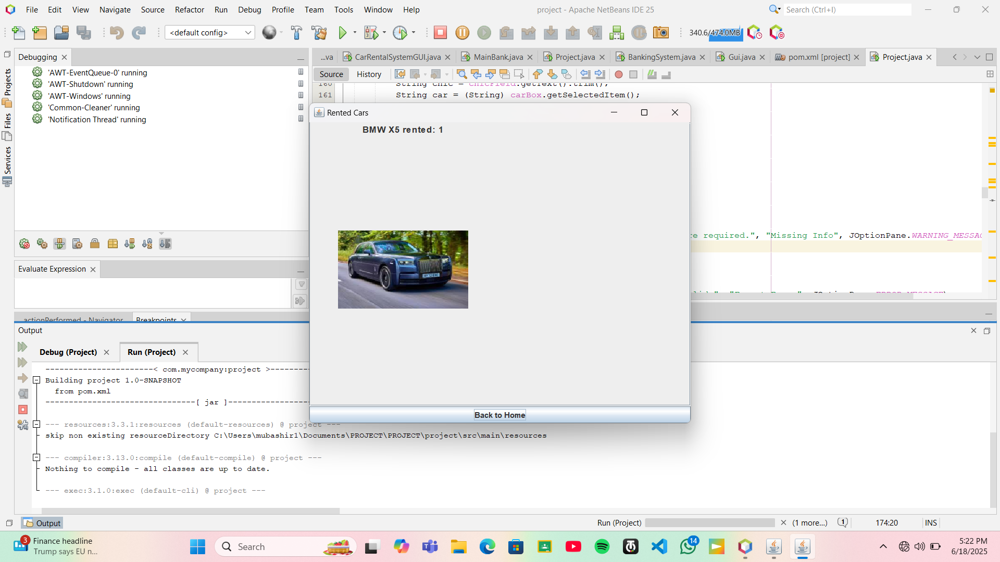 File Edit View Navigate Source Refactor Run Debug Profile Team Tools Window Help
project - Apache NetBeans IDE 25
Search (Ctrl+I)
<default config>
340.6/474.0MB
Debugging
...va
CarRentalSystemGUI.java
MainBank.java
Project.java
BankingSystem.java
Gui.java
pom.xml [project]
Project.java
Source History
Projects
Files
Services
'AWT-EventQueue-0' running
'AWT-Shutdown' running
'AWT-Windows' running
'Common-Cleaner' running
'Notification Thread' running
160 String cnic = cnicField.getText().trim();
161 String car = (String) carBox.getSelectedItem();
Rented Cars
BMW X5 rented: 1
Back to Home
re required.", "Missing Info", JOptionPane.WARNING_MESSAG
Evaluate Expression
actionPerformed - Navigator
Breakpoints
Output
Debug (Project)
Run (Project)
-----------------------< com.mycompany:project >----------
Building project 1.0-SNAPSHOT
from pom.xml
--------------------------------[ jar ]-----------------
--- resources:3.3.1:resources (default-resources) @ project ---
skip non existing resourceDirectory C:\Users\mubashir1\Documents\PROJECT\PROJECT\project\src\main\resources
--- compiler:3.13.0:compile (default-compile) @ project ---
Nothing to compile - all classes are up to date.
--- exec:3.1.0:exec (default-cli) @ project ---
Output
Run (Project)
(1 more...)
1
174:20
INS
3
Finance headline
Trump says EU n...
Search
14
5:22 PM
6/18/2025